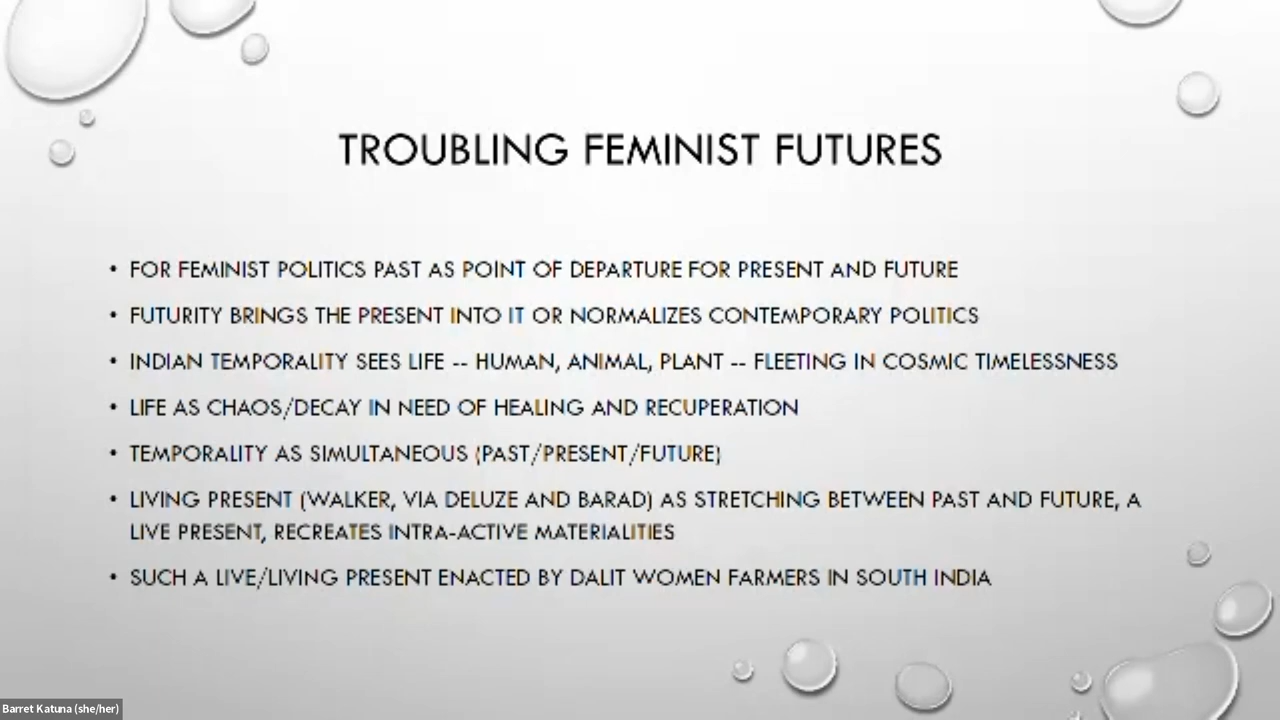 TROUBLING FEMINIST FUTURES
• FOR FEMINIST POLITICS PAST AS POINT OF DEPARTURE FOR PRESENT AND FUTURE
• FUTURITY BRINGS THE PRESENT INTO IT OR NORMALIZES CONTEMPORARY POLITICS
• INDIAN TEMPORALITY SEES LIFE -- HUMAN, ANIMAL, PLANT -- FLEETING IN COSMIC TIMELESSNESS
• LIFE AS CHAOS/DECAY IN NEED OF HEALING AND RECUPERATION
• TEMPORALITY AS SIMULTANEOUS (PAST/PRESENT/FUTURE)
• LIVING PRESENT (WALKER, VIA DELUZE AND BARAD) AS STRETCHING BETWEEN PAST AND FUTURE, A
LIVE PRESENT, RECREATES INTRA-ACTIVE MATERIALITIES
• SUCH A LIVE/LIVING PRESENT ENACTED BY DALIT WOMEN FARMERS IN SOUTH INDIA
Barret Katuna (she/her)